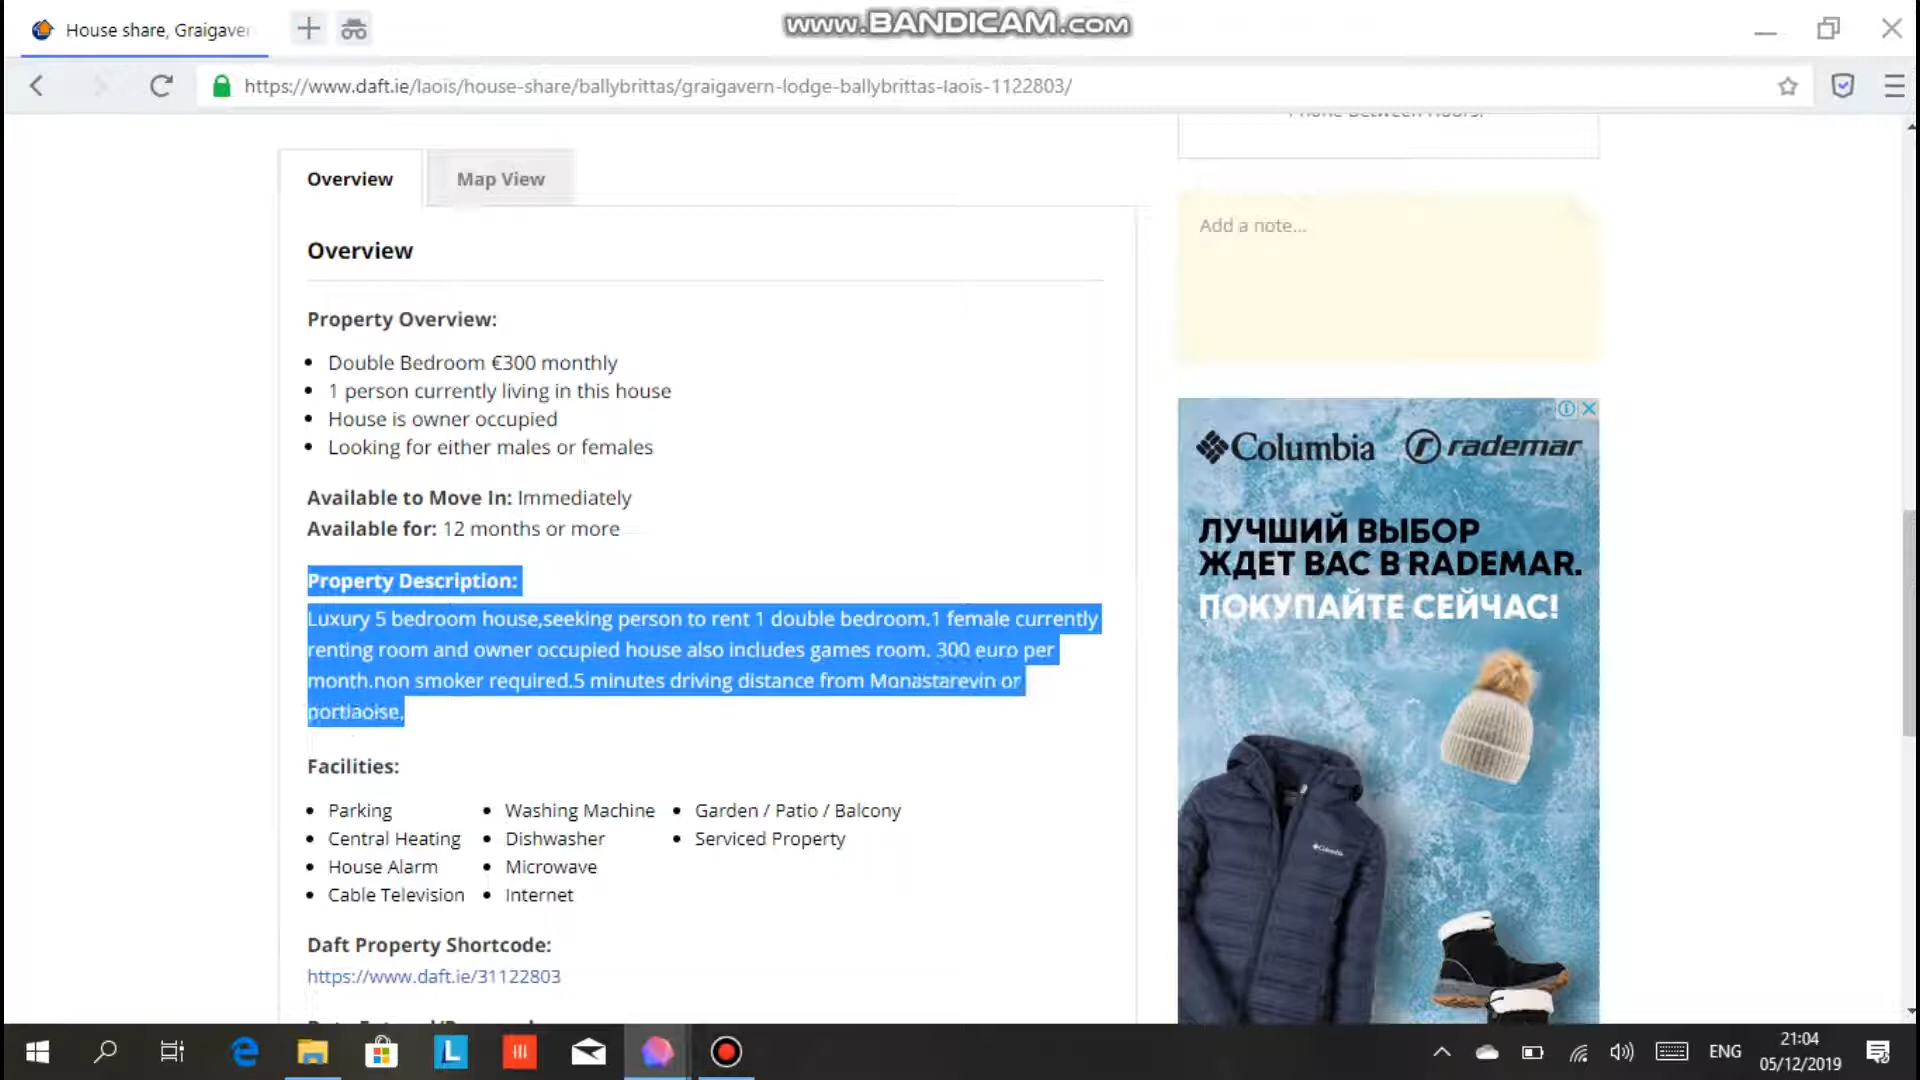 House share, Graigaver
www.BANDICAM.com
https://www.daft.ie/laois/house-share/ballybrittas/graigavern-lodge-ballybrittas-laois-1122803/
Phone Between Hours:
Overview
Map View
Add a note...
Overview
Property Overview:
Double Bedroom €300 monthly
1 person currently living in this house
House is owner occupied
Looking for either males or females
Available to Move In: Immediately
Available for: 12 months or more
Property Description:
Luxury 5 bedroom house,seeking person to rent 1 double bedroom.1 female currently
renting room and owner occupied house also includes games room. 300 euro per
month.non smoker required.5 minutes driving distance from Monastarevin or
portlaoise,
Facilities:
Parking
Central Heating
House Alarm
Cable Television
Washing Machine
Dishwasher
Microwave
Internet
Garden / Patio / Balcony
Serviced Property
Daft Property Shortcode:
https://www.daft.ie/31122803
Columbia rademar
ЛУЧШИЙ ВЫБОР
ЖДЕТ ВАС В RADEMAR.
ПОКУПАЙТЕ СЕЙЧАС!
Columbia
ENG
21:04
05/12/2019